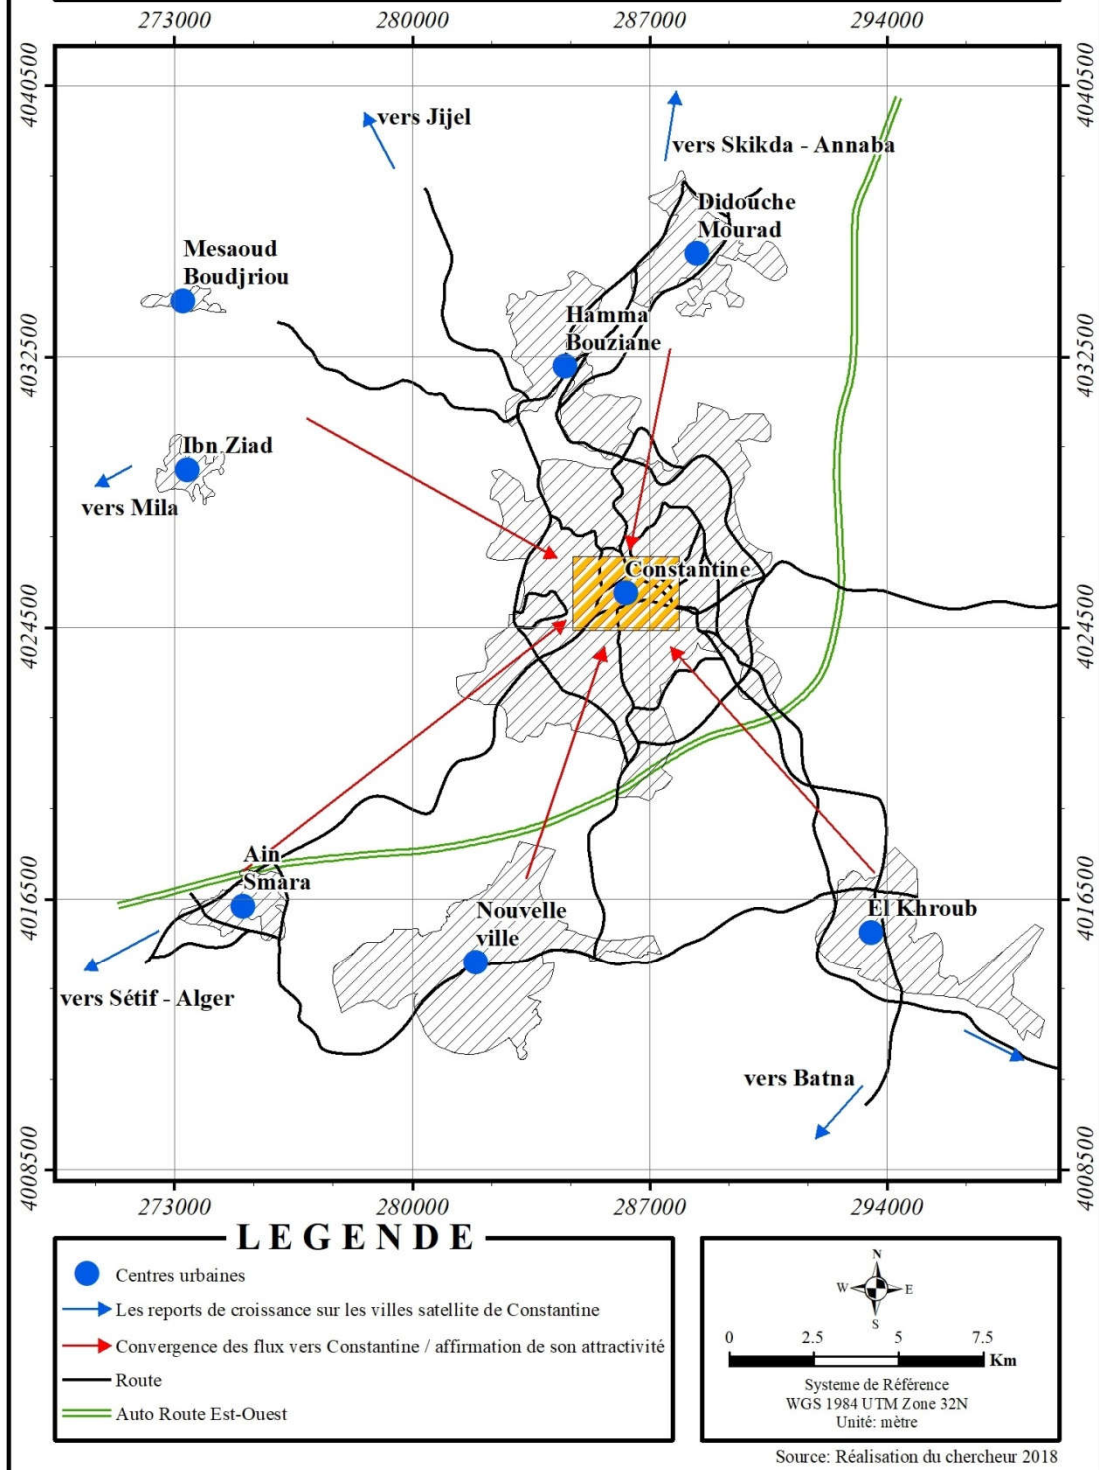 273000
280000
287000
294000
4040500
4040500
vers Jijel
vers Skikda - Annaba
Didouche
Mourad
Mesaoud
Boudjriou
Hamma
Bouziane
4032500
4032500
Ibn Ziad
vers Mila
Constantine
4024500
4024500
Ain
Smara
4016500
4016500
Nouvelle
ville
El Khroub
vers Sétif - Alger
vers Batna
4008500
4008500
273000
280000
287000
294000
LEGENDE
Centres urbaines
Les reports de croissance sur les villes satellite de Constantine
Convergence des flux vers Constantine / affirmation de son attractivité
Route
Auto Route Est-Ouest
N
W
E
S
0 2.5 5 7.5
Km
Systeme de Référence
WGS 1984 UTM Zone 32N
Unité: mètre
Source: Réalisation du chercheur 2018